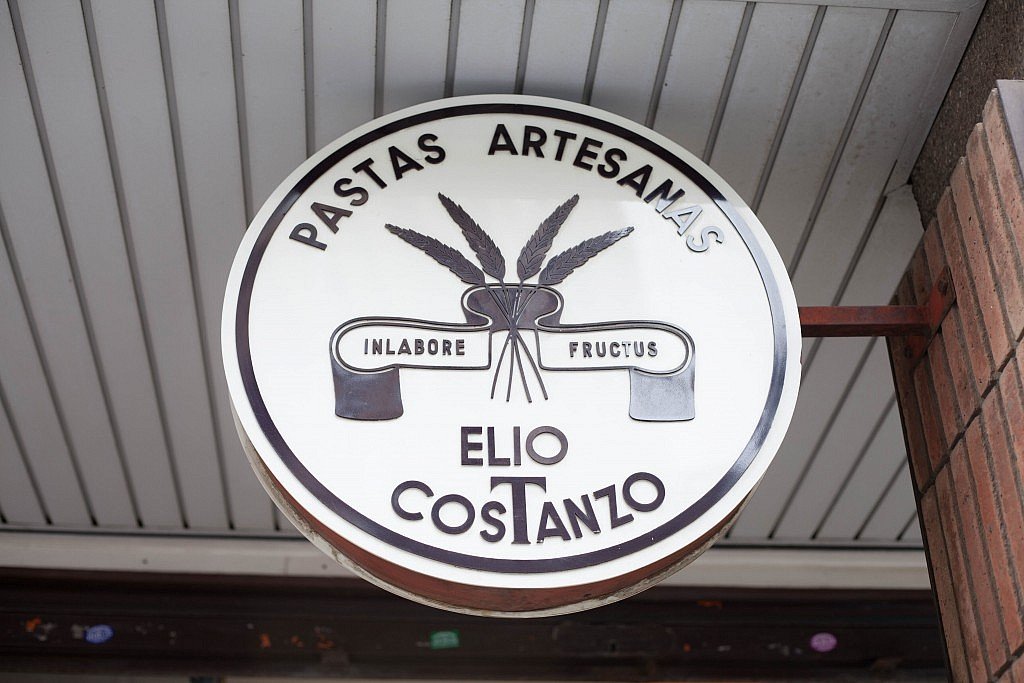 PASTAS ARTESANAS
INLABORE FRUCTUS
ELIO
COSTANZO